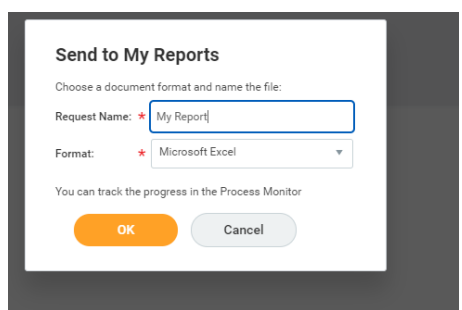 Send to My Reports
Choose a document format and name the file:
Request Name: * My Report
Format: * Microsoft Excel
You can track the progress in the Process Monitor
OK Cancel